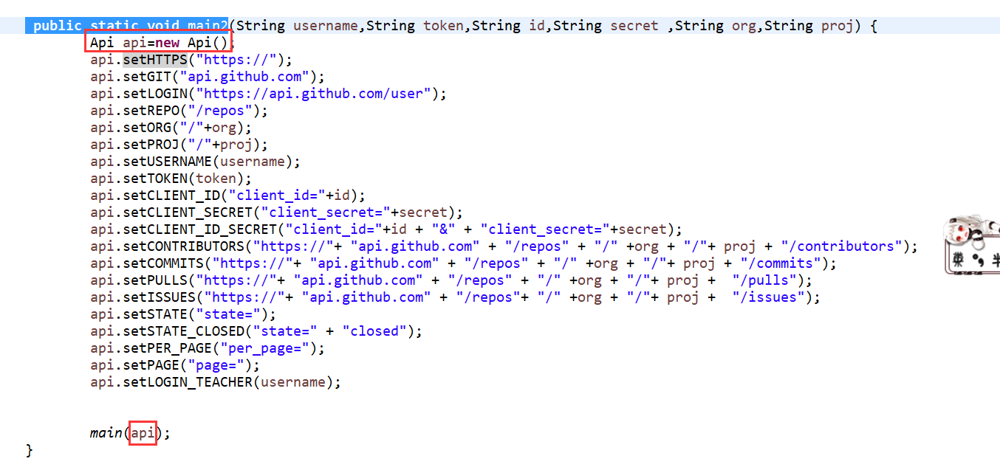 public static void main2(String username,String token,String id,String secret ,String org,String proj) {
Api api=new Api();
api.setHTTPS("https://");
api.setGIT("api.github.com");
api.setLOGIN("https://api.github.com/user");
api.setREPO("/repos");
api.setORG("/"+org);
api.setPROJ("/"+proj);
api.setUSERNAME(username);
api.setTOKEN(token);
api.setCLIENT_ID("client_id="+id);
api.setCLIENT_SECRET("client_secret="+secret);
api.setCLIENT_ID_SECRET("client_id="+id + "&" + "client_secret="+secret);
api.setCONTRIBUTORS("https://"+ "api.github.com" + "/repos" + "/" +org + "/"+ proj + "/contributors");
api.setCOMMITS("https://"+ "api.github.com" + "/repos" + "/" +org + "/"+ proj + "/commits");
api.setPULLS("https://"+ "api.github.com" + "/repos" + "/" +org + "/"+ proj +  "/pulls");
api.setISSUES("https://"+ "api.github.com" + "/repos"+ "/" +org + "/"+ proj +  "/issues");
api.setSTATE("state=");
api.setSTATE_CLOSED("state=" + "closed");
api.setPER_PAGE("per_page=");
api.setPAGE("page=");
api.setLOGIN_TEACHER(username);
main(api);
}